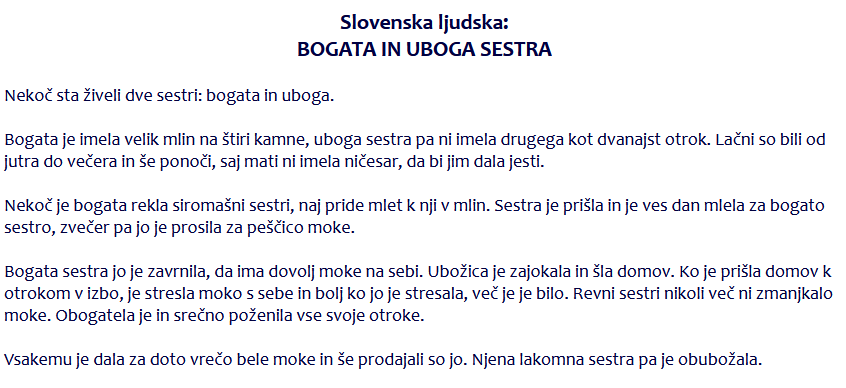 Slovenska ljudska:
BOGATA IN UBOGA SESTRA
Nekoč sta živeli dve sestri: bogata in uboga.
Bogata je imela velik mlin na štiri kamne, uboga sestra pa ni imela drugega kot dvanajst otrok. Lačni so bili od
jutra do večera in še ponoči, saj mati ni imela ničesar, da bi jim dala jesti.
Nekoč je bogata rekla siromašni sestri, naj pride mlet k nji v mlin. Sestra je prišla in je ves dan mlela za bogato
sestro, zvečer pa jo je prosila za peščico moke.
Bogata sestra jo je zavrnila, da ima dovolj moke na sebi. Ubožica je zajokala in šla domov. Ko je prišla domov k
otrokom v izbo, je stresla moko s sebe in bolj ko jo je stresala, več je je bilo. Revni sestri nikoli več ni zmanjkalo
moke. Obogatela je in srečno poženila vse svoje otroke.
Vsakemu je dala za doto vrečo bele moke in še prodajali so jo. Njena lakomna sestra pa je obubožala.